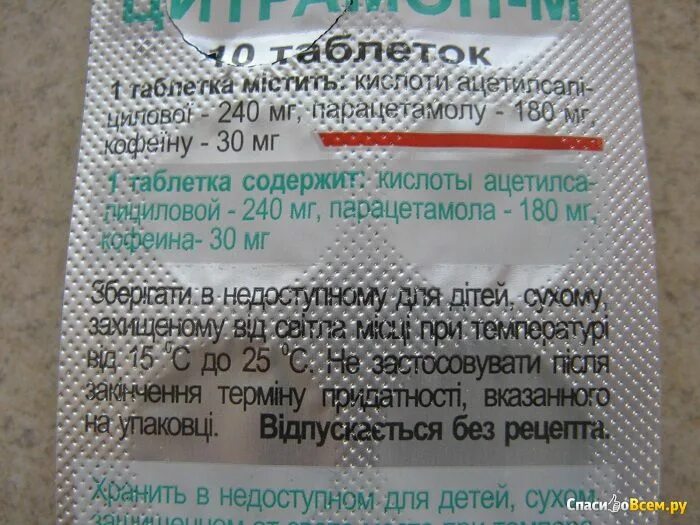 ЦИТРАМОН-М
10 таблеток
1 таблетка містить: кислоти ацетилсалі-
цилової - 240 мг, парацетамолу - 180 мг,
кофеїну - 30 мг
1 таблетка содержит: кислоты ацетилса-
лициловой - 240 мг, парацетамола - 180 мг,
кофеина- 30 мг
Зберігати в недоступному для дітей, сухому,
захищеному від світла місці при температурі
від 15 °С до 25 °С. Не застосовувати після
закінчення терміну придатності, вказанного
на упаковці. Відпускається без рецепта.
Хранить в недоступном для детей, сухом,
СпасибоВсем.ру